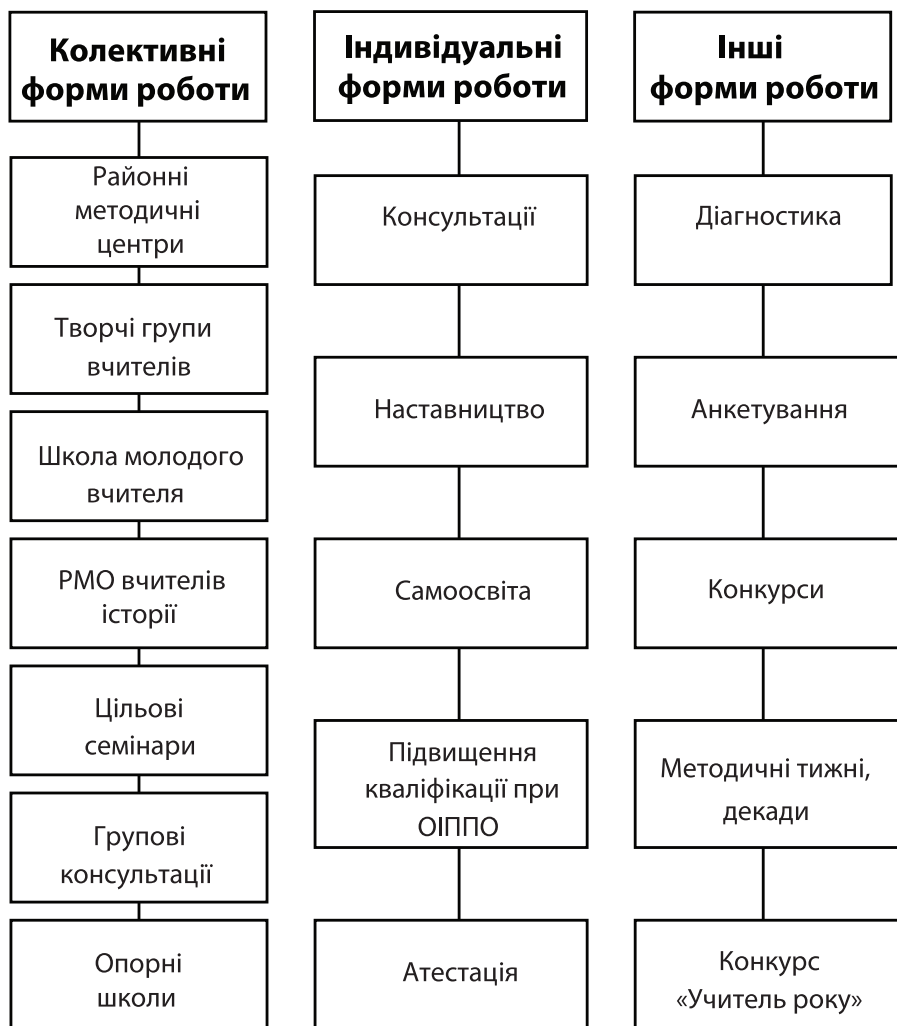 Колективні
форми роботи
Районні
методичні
центри
Творчі групи
вчителів
Школа молодого
вчителя
РМО вчителів
історії
Цільові
семінари
Групові
консультації
Опорні
школи
Індивідуальні
форми роботи
Консультації
Наставництво
Самоосвіта
Підвищення
кваліфікації при
ОІППО
Атестація
Інші
форми роботи
Діагностика
Анкетування
Конкурси
Методичні тижні,
декади
Конкурс
«Учитель року»